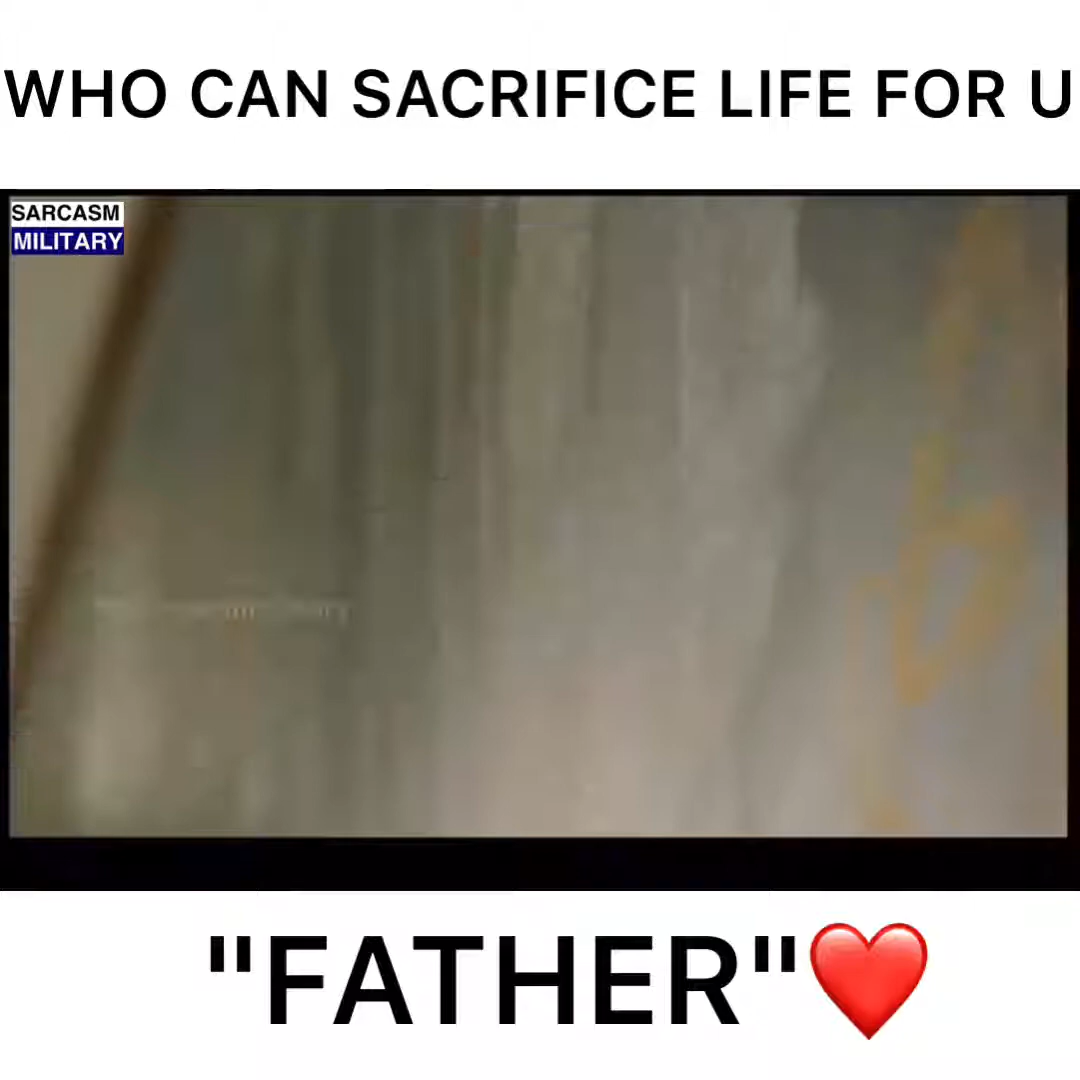 WHO CAN SACRIFICE LIFE FOR U
SARCASM
MILITARY
"FATHER"❤️